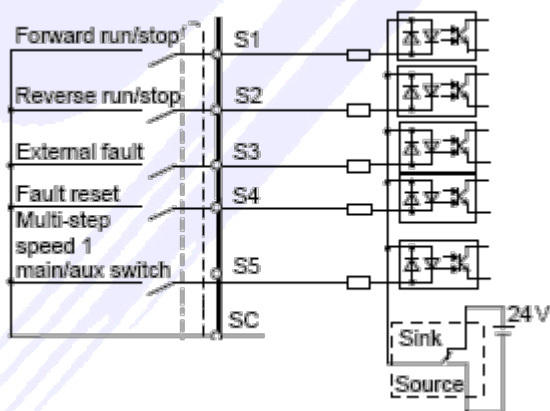 Forward run/stop
S1
Reverse run/stop
S2
External fault
S3
Fault reset
S4
Multi-step
speed 1
main/aux switch
S5
SC
24 V
Sink
Source